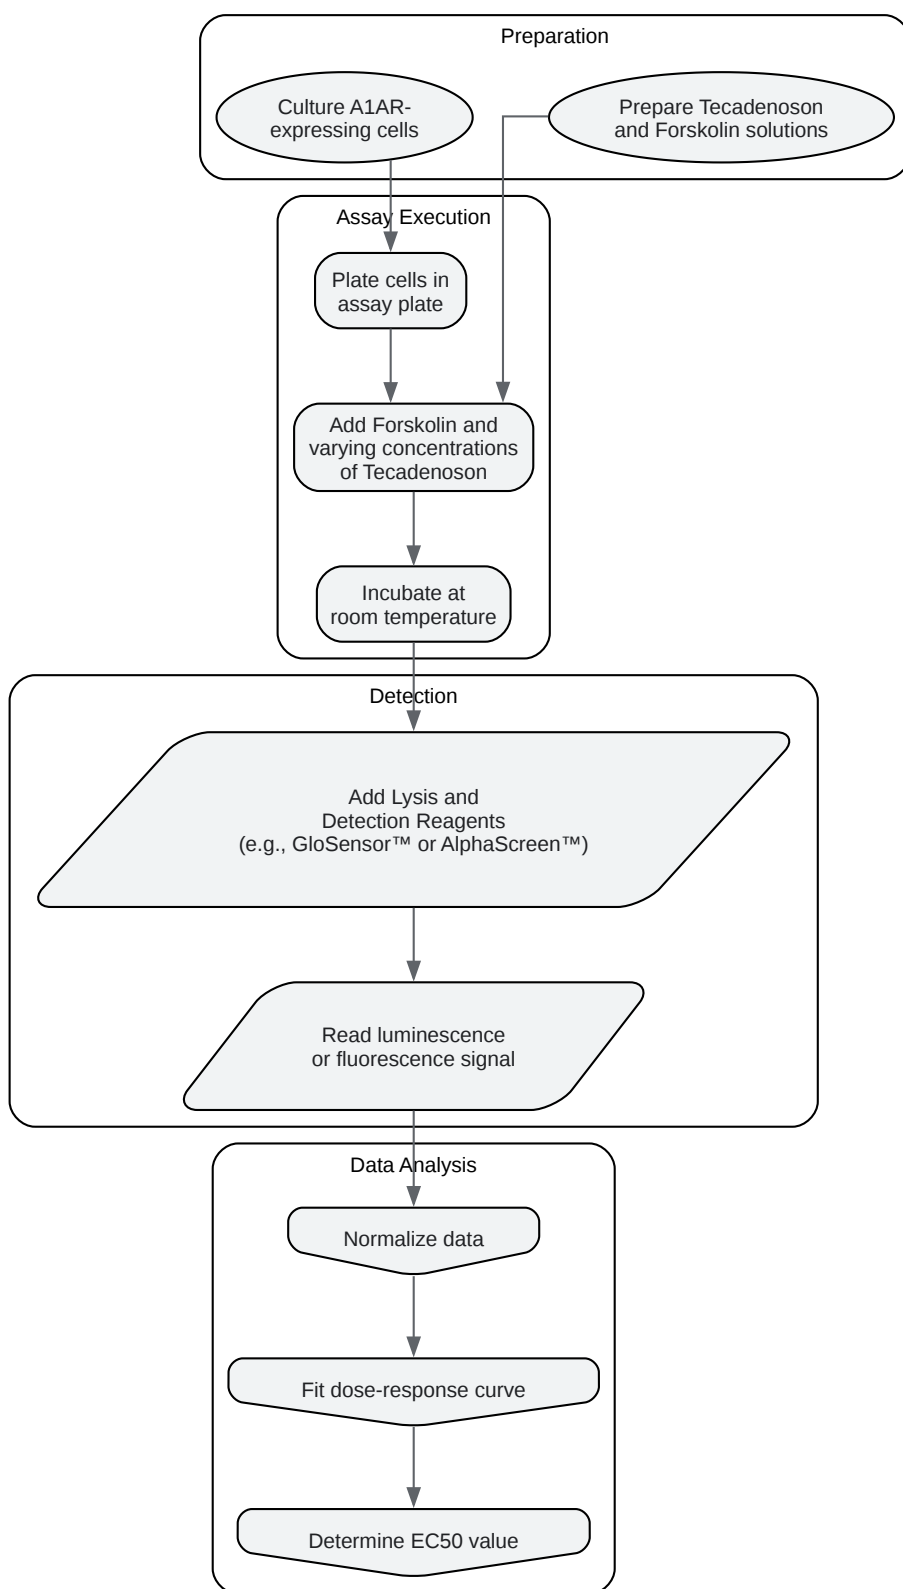 Preparation
Culture A1AR-
expressing cells
Prepare Tecadenoson
and Forskolin solutions
Assay Execution
Plate cells in
assay plate
Add Forskolin and
varying concentrations
of Tecadenoson
Incubate at
room temperature
Detection
Add Lysis and
Detection Reagents
(e.g., GloSensor™ or AlphaScreen™)
Read luminescence
or fluorescence signal
Data Analysis
Normalize data
Fit dose-response curve
Determine EC50 value